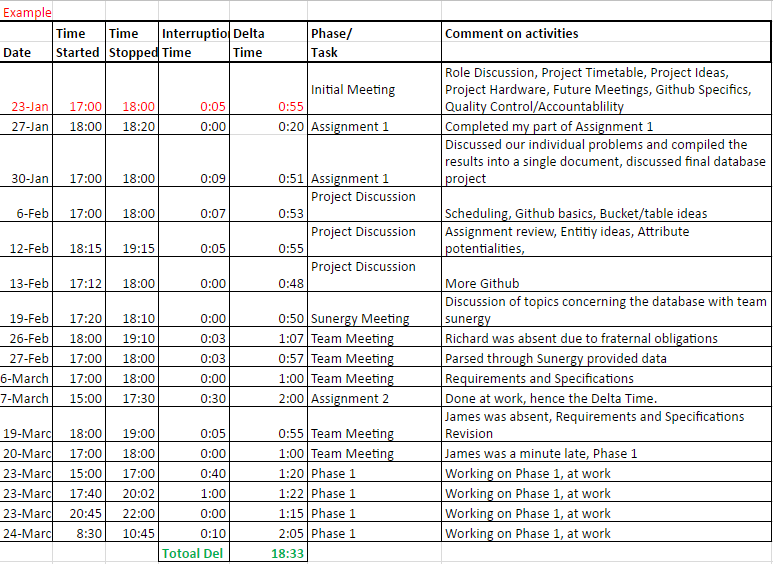 Example
Time Time Interruptio Delta Phase/ Comment on activities
Date Started Stopped Time Time Task
Role Discussion, Project Timetable, Project Ideas,
Initial Meeting Project Hardware, Future Meetings, Github Specifics,
23-Jan 17:00 18:00 0:05 0:55 Quality Control/Accountablility
27-Jan 18:00 18:20 0:00 0:20 Assignment 1 Completed my part of Assignment 1
Discussed our individual problems and compiled the
results into a single document, discussed final database
30-Jan 17:00 18:00 0:09 0:51 Assignment 1 project
Project Discussion
6-Feb 17:00 18:00 0:07 0:53 Scheduling, Github basics, Bucket/table ideas
Project Discussion Assignment review, Entitiy ideas, Attribute
12-Feb 18:15 19:15 0:05 0:55 potentialities,
Project Discussion
13-Feb 17:12 18:00 0:00 0:48 More Github
Discussion of topics concerning the database with team
19-Feb 17:20 18:10 0:00 0:50 Sunergy Meeting sunergy
26-Feb 18:00 19:10 0:03 1:07 Team Meeting Richard was absent due to fraternal obligations
27-Feb 17:00 18:00 0:03 0:57 Team Meeting Parsed through Sunergy provided data
6-March 17:00 18:00 0:00 1:00 Team Meeting Requirements and Specifications
7-March 15:00 17:30 0:30 2:00 Assignment 2 Done at work, hence the Delta Time.
James was absent, Requirements and Specifications
19-Marc 18:00 19:00 0:05 0:55 Team Meeting Revision
20-Marc 17:00 18:00 0:00 1:00 Team Meeting James was a minute late, Phase 1
23-Marc 15:00 17:00 0:40 1:20 Phase 1 Working on Phase 1, at work
23-Marc 17:40 20:02 1:00 1:22 Phase 1 Working on Phase 1, at work
23-Marc 20:45 22:00 0:00 1:15 Phase 1 Working on Phase 1, at work
24-Marc 8:30 10:45 0:10 2:05 Phase 1 Working on Phase 1, at work
Totoal Del 18:33